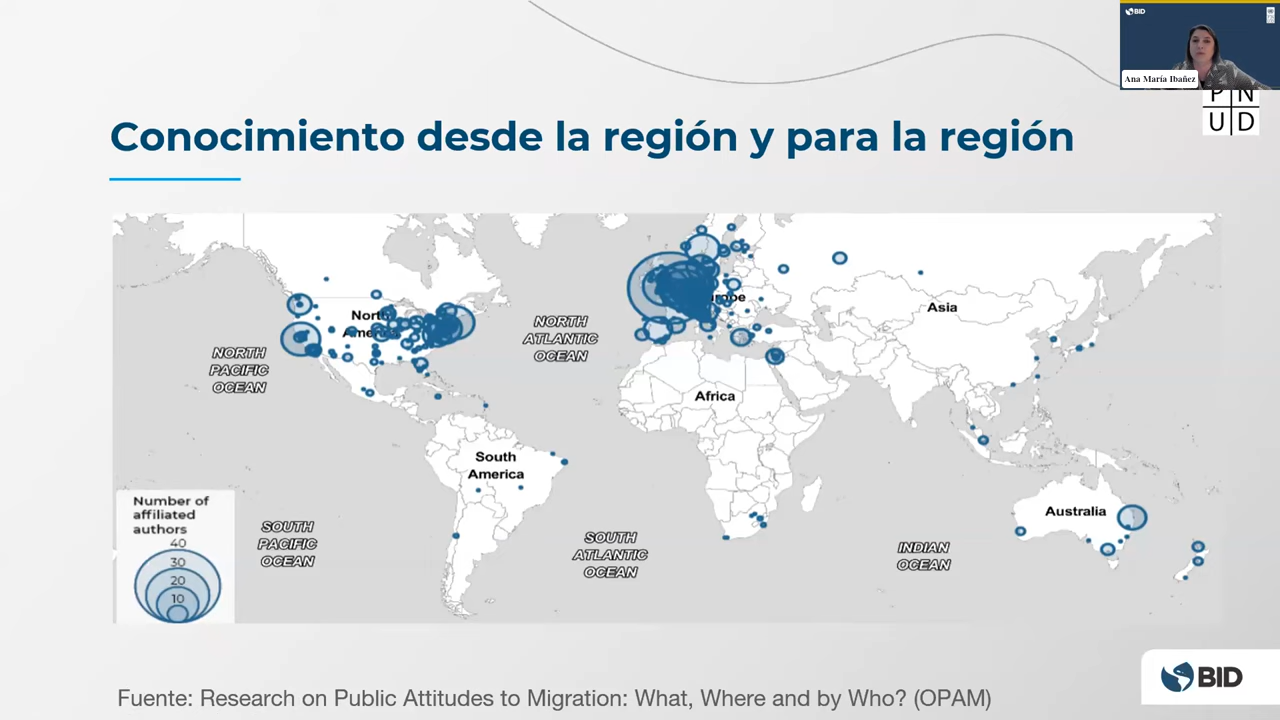 BID
Ana María Ibañez
P N
U D
Conocimiento desde la región y para la región
North
America
NORTH
PACIFIC
OCEAN
NORTH
ATLANTIC
OCEAN
Europe
Asia
Africa
South
America
Australia
SOUTH
PACIFIC
OCEAN
SOUTH
ATLANTIC
OCEAN
INDIAN
OCEAN
Number of
affiliated
authors
40
30
20
10
BID
Fuente: Research on Public Attitudes to Migration: What, Where and by Who? (OPAM)